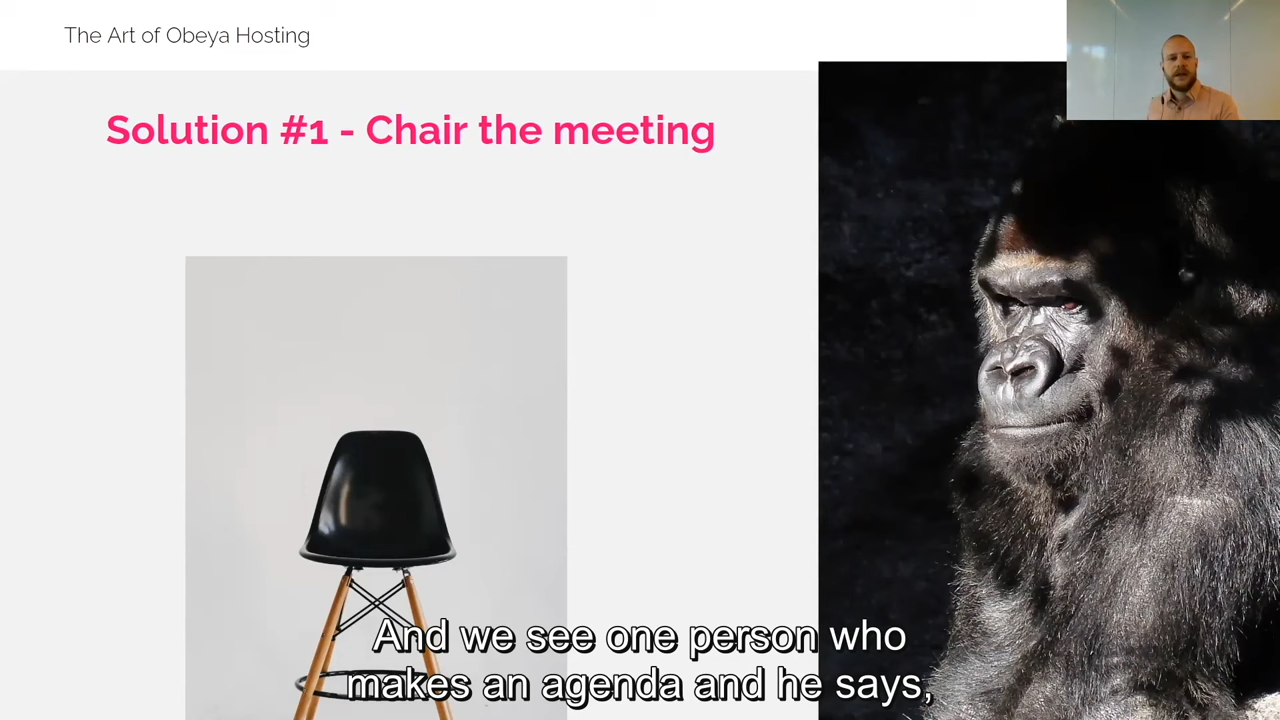 The Art of Obeya Hosting
Solution #1 - Chair the meeting
And we see one person who
makes an agenda and he says,